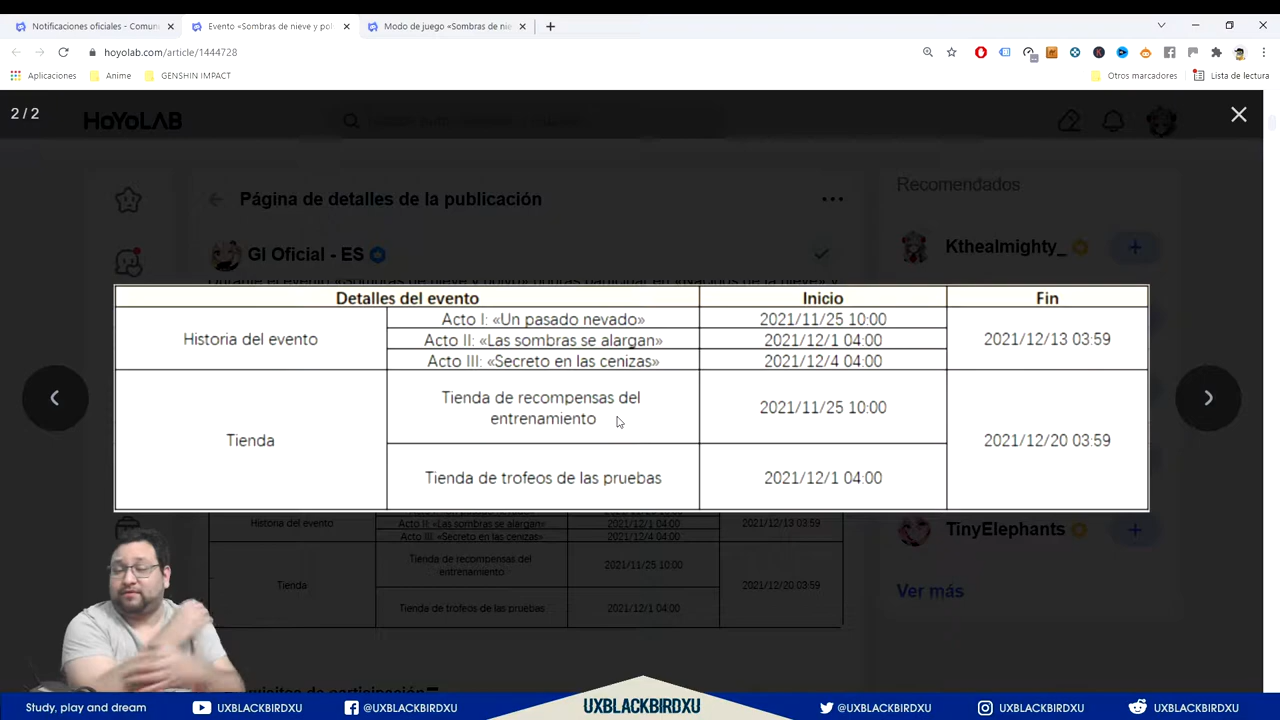 Notificaciones oficiales - Comun
Evento «Sombras de nieve y pol
Modo de juego «Sombras de nie
hoyolab.com/article/1444728
Aplicaciones
Anime
GENSHIN IMPACT
Otros marcadores
Lista de lectura
2 / 2
HoYoLAB
Recomendados
Página de detalles de la publicación
GI Oficial - ES
Kthealmighty_
Detalles del evento
Inicio
Fin
Historia del evento
Acto I: «Un pasado nevado»
2021/11/25 10:00
Acto II: «Las sombras se alargan»
2021/12/1 04:00
2021/12/13 03:59
Acto III: «Secreto en las cenizas»
2021/12/4 04:00
Tienda
Tienda de recompensas del
entrenamiento
2021/11/25 10:00
2021/12/20 03:59
Tienda de trofeos de las pruebas
2021/12/1 04:00
Historia del evento
Acto II: «Las sombras se alargan»
2021/12/1 04:00
2021/12/13 03:59
Acto III: «Secreto en las cenizas»
2021/12/4 04:00
Tienda
Tienda de recompensas del
entrenamiento
2021/11/25 10:00
2021/12/20 03:59
Tienda de trofeos de las pruebas
2021/12/1 04:00
TinyElephants
Ver más
Study, play and dream
UXBLACKBIRDXU
@UXBLACKBIRDXU
UXBLACKBIRDXU
@UXBLACKBIRDXU
UXBLACKBIRDXU
UXBLACKBIRDXU